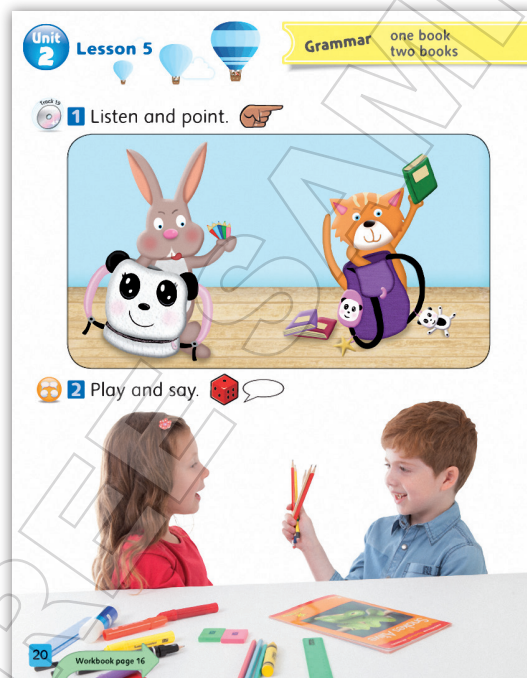 Unit
2
Lesson 5
Grammar
one book
two books
Track 19
1 Listen and point.
2 Play and say.
20
Workbook page 16